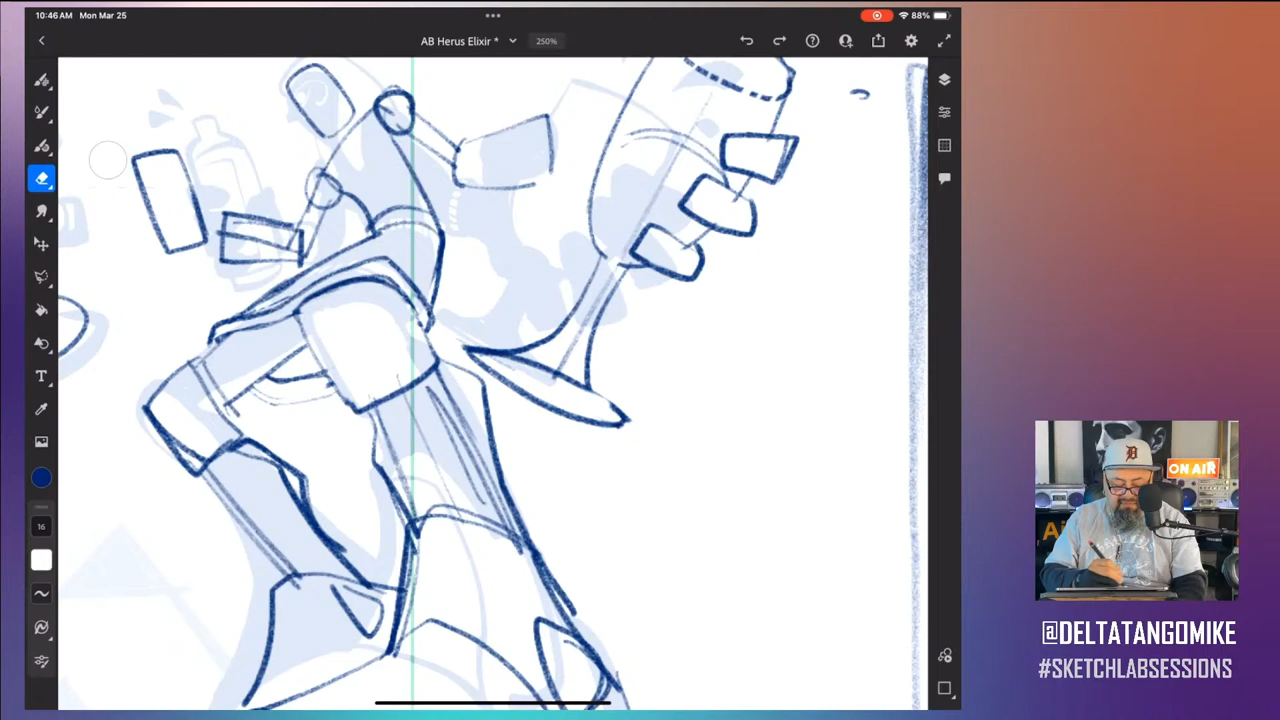 10:46 AM Mon Mar 25
88%
AB Herus Elixir *
250%
T
16
D
ON AIR
@DELTATANGOMIKE
#SKETCHLABSESSIONS